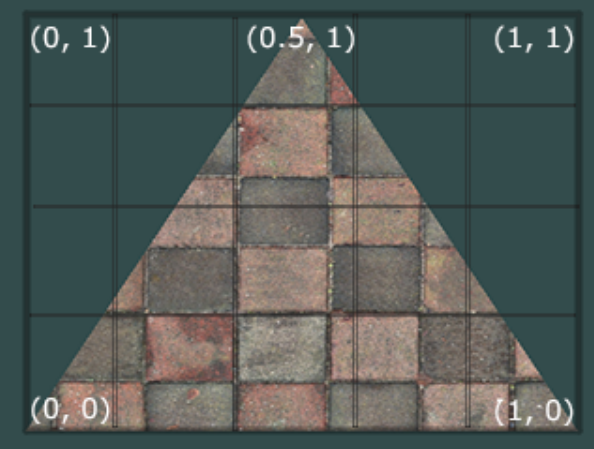 (0, 1) (0.5, 1) (1, 1)
(0, 0) (1, 0)